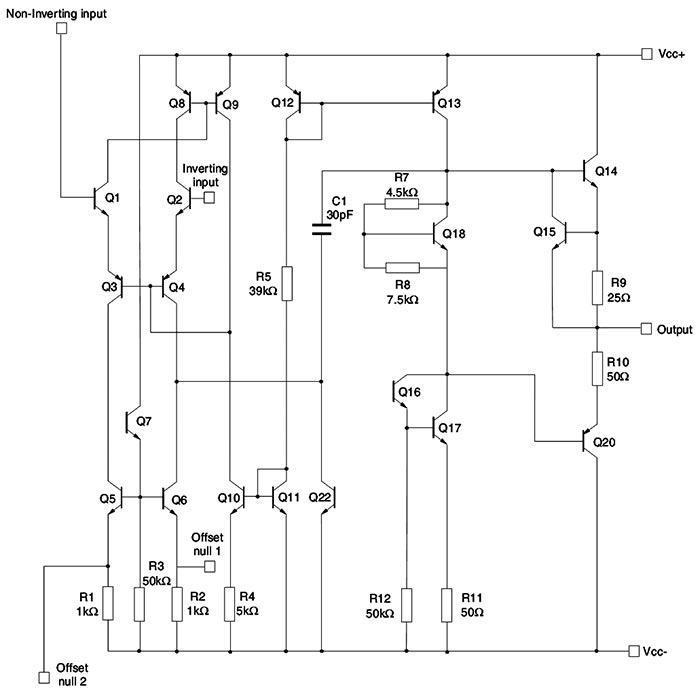 Non-Inverting input
Vcc+
Q8
Q9
Q12
Q13
Inverting
input
Q1
Q2
C1
30pF
R7
4.5kΩ
Q14
Q15
Q18
Q3
Q4
R5
39kΩ
R8
7.5kΩ
R9
25Ω
Output
R10
50Ω
Q7
Q16
Q17
Q20
Q5
Q6
Q10
Q11
Q22
Offset
null 1
R3
50kΩ
R1
1kΩ
R2
1kΩ
R4
5kΩ
R12
50kΩ
R11
50Ω
Vcc-
Offset
null 2